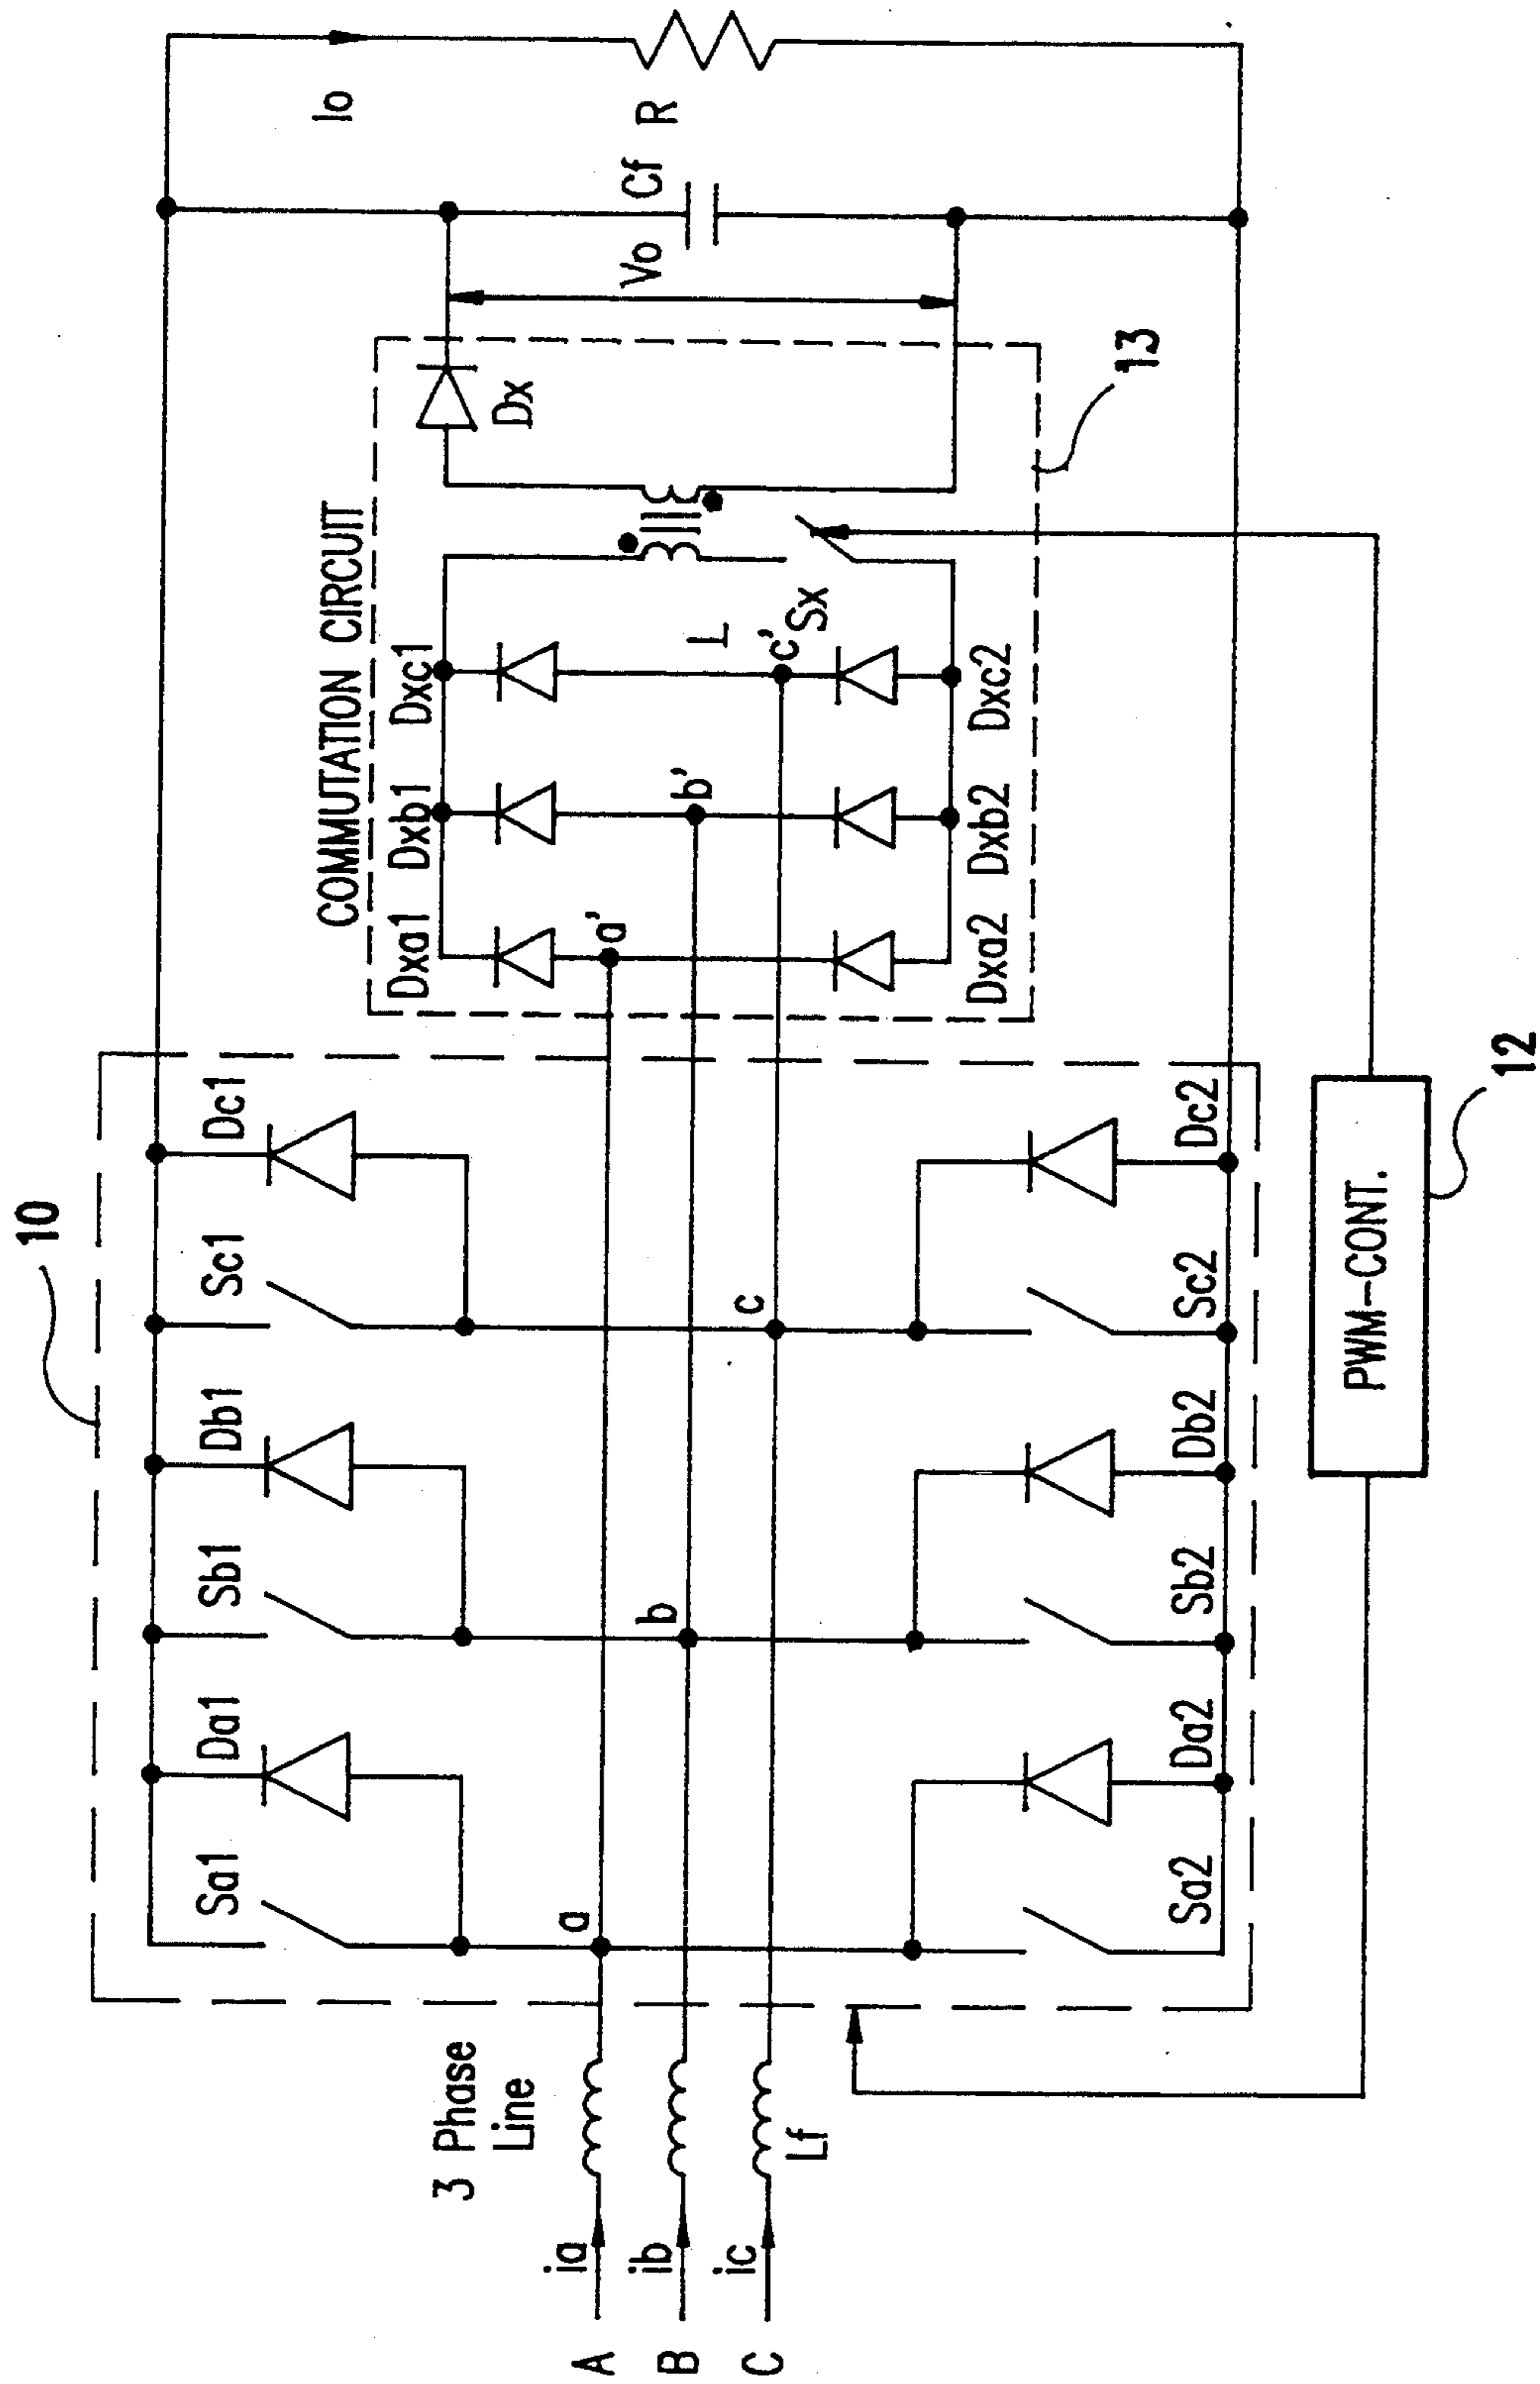 10
Sa1
Da1
Sb1
Db1
Sc1
Dc1
COMMUTATION CIRCUIT
Dxa1
Dxb1
Dxc1
Dx
Io
3 Phase
Line
A
ia
a
a'
B
ib
b
b'
L
Vo
Cf
R
C
ic
Lf
c
c'
Sx
Sa2
Da2
Sb2
Db2
Sc2
Dc2
Dxa2
Dxb2
Dxc2
13
PWM-CONT.
12